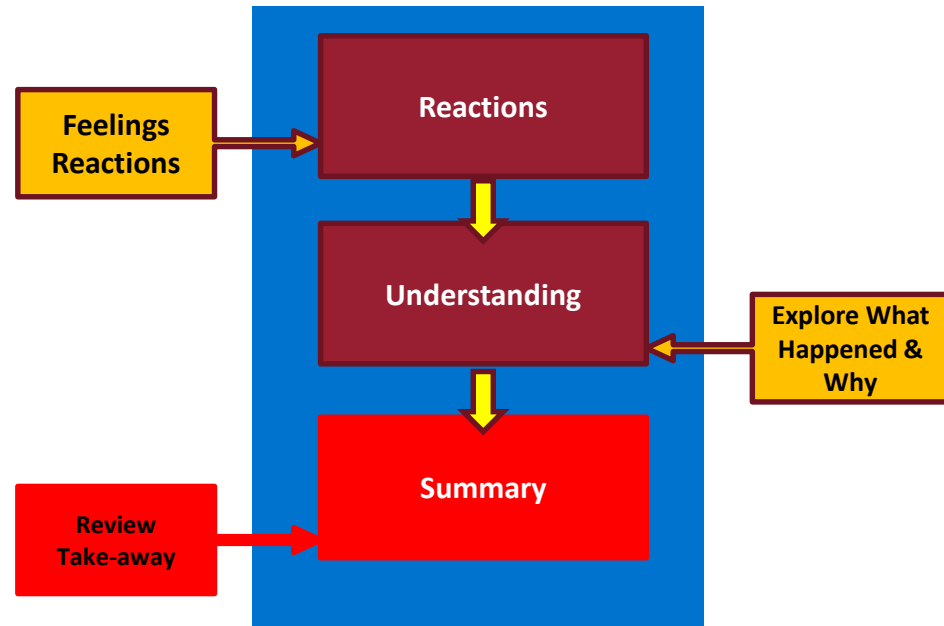 Reactions
Feelings
Reactions
Understanding
Explore What
Happened &
Why
Summary
Review
Take-away